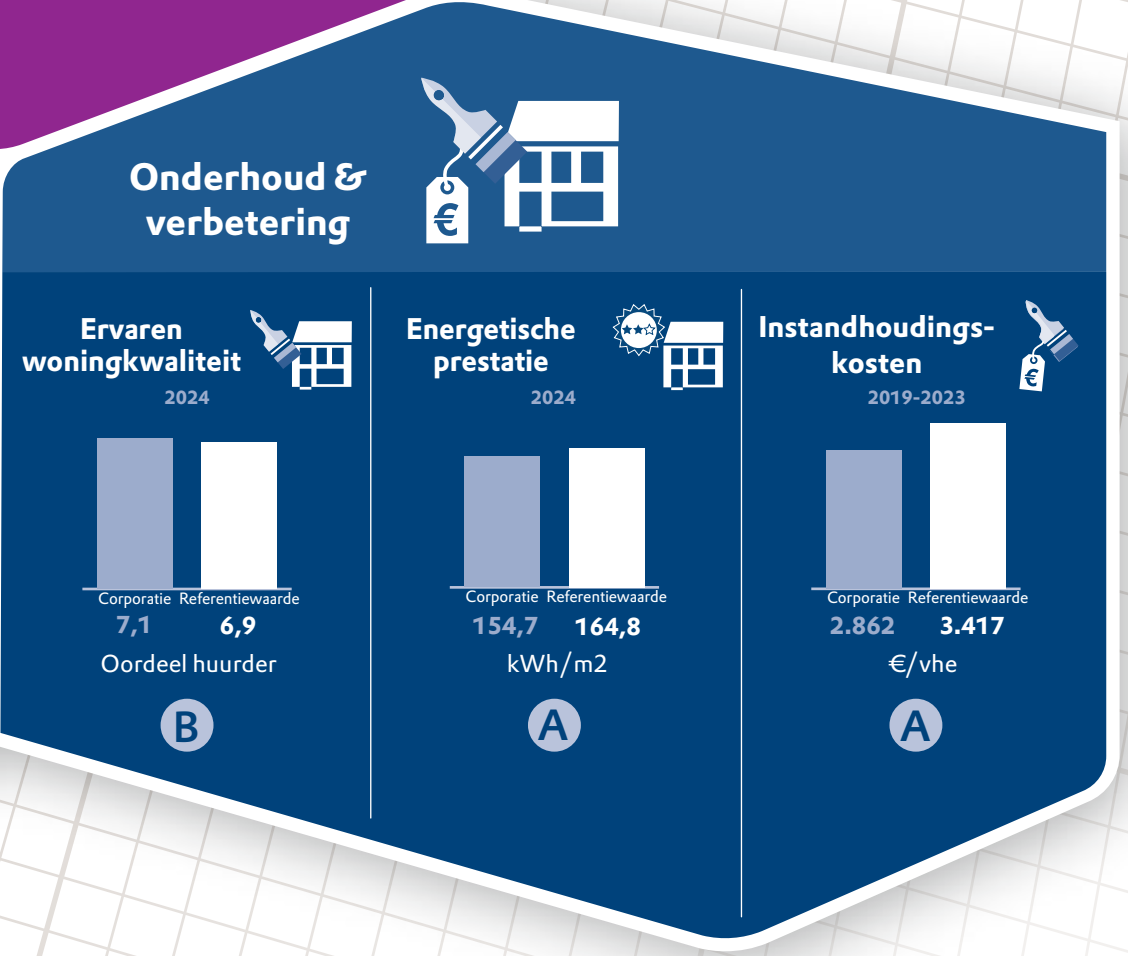 Onderhoud &
verbetering
€
Ervaren
woningkwaliteit
2024
Corporatie Referentiewaarde
7,1 6,9
Oordeel huurder
B
Energetische
prestatie
2024
Corporatie Referentiewaarde
154,7 164,8
kWh/m2
A
Instandhoudings-
kosten
€
2019-2023
Corporatie Referentiewaarde
2.862 3.417
€/vhe
A